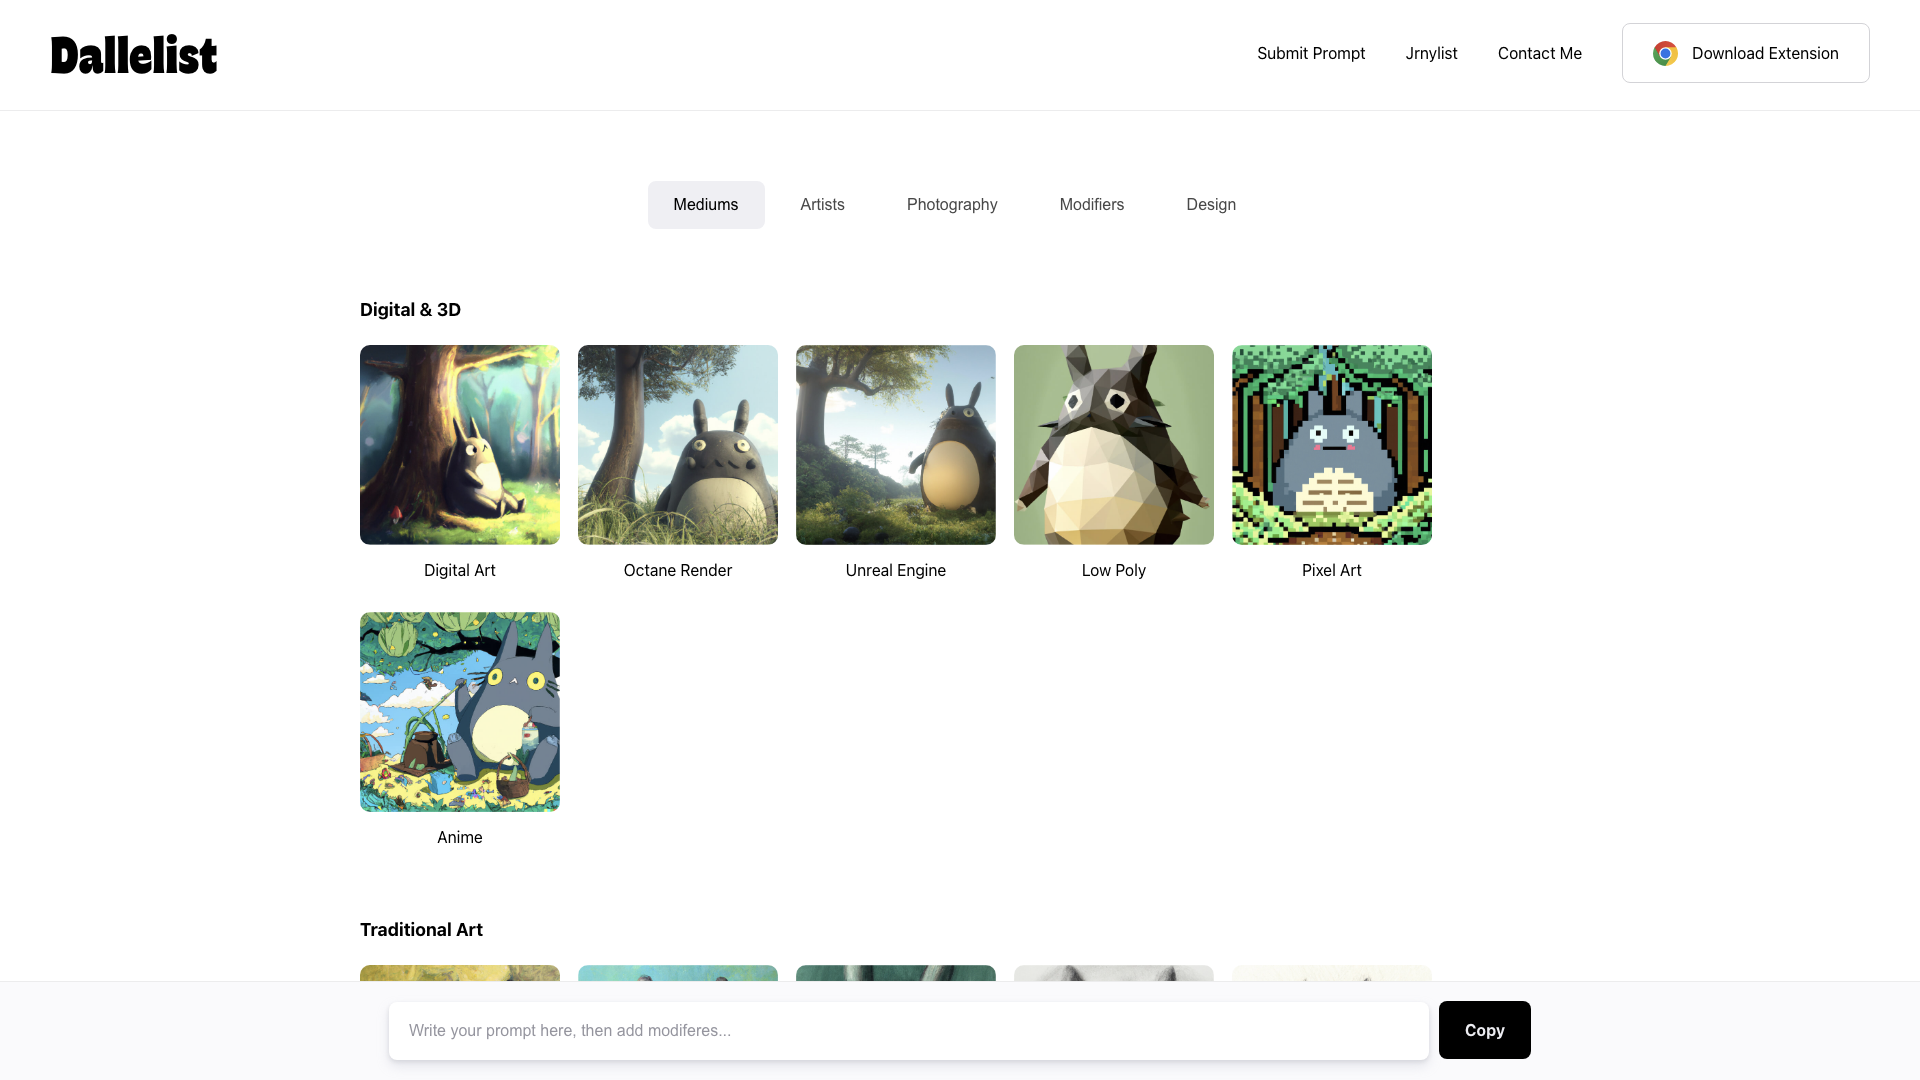 Dallelist
Submit Prompt
Jrnylist
Contact Me
Download Extension
Mediums
Artists
Photography
Modifiers
Design
Digital & 3D
Digital Art
Octane Render
Unreal Engine
Low Poly
Pixel Art
Anime
Traditional Art
Write your prompt here, then add modiferes...
Copy